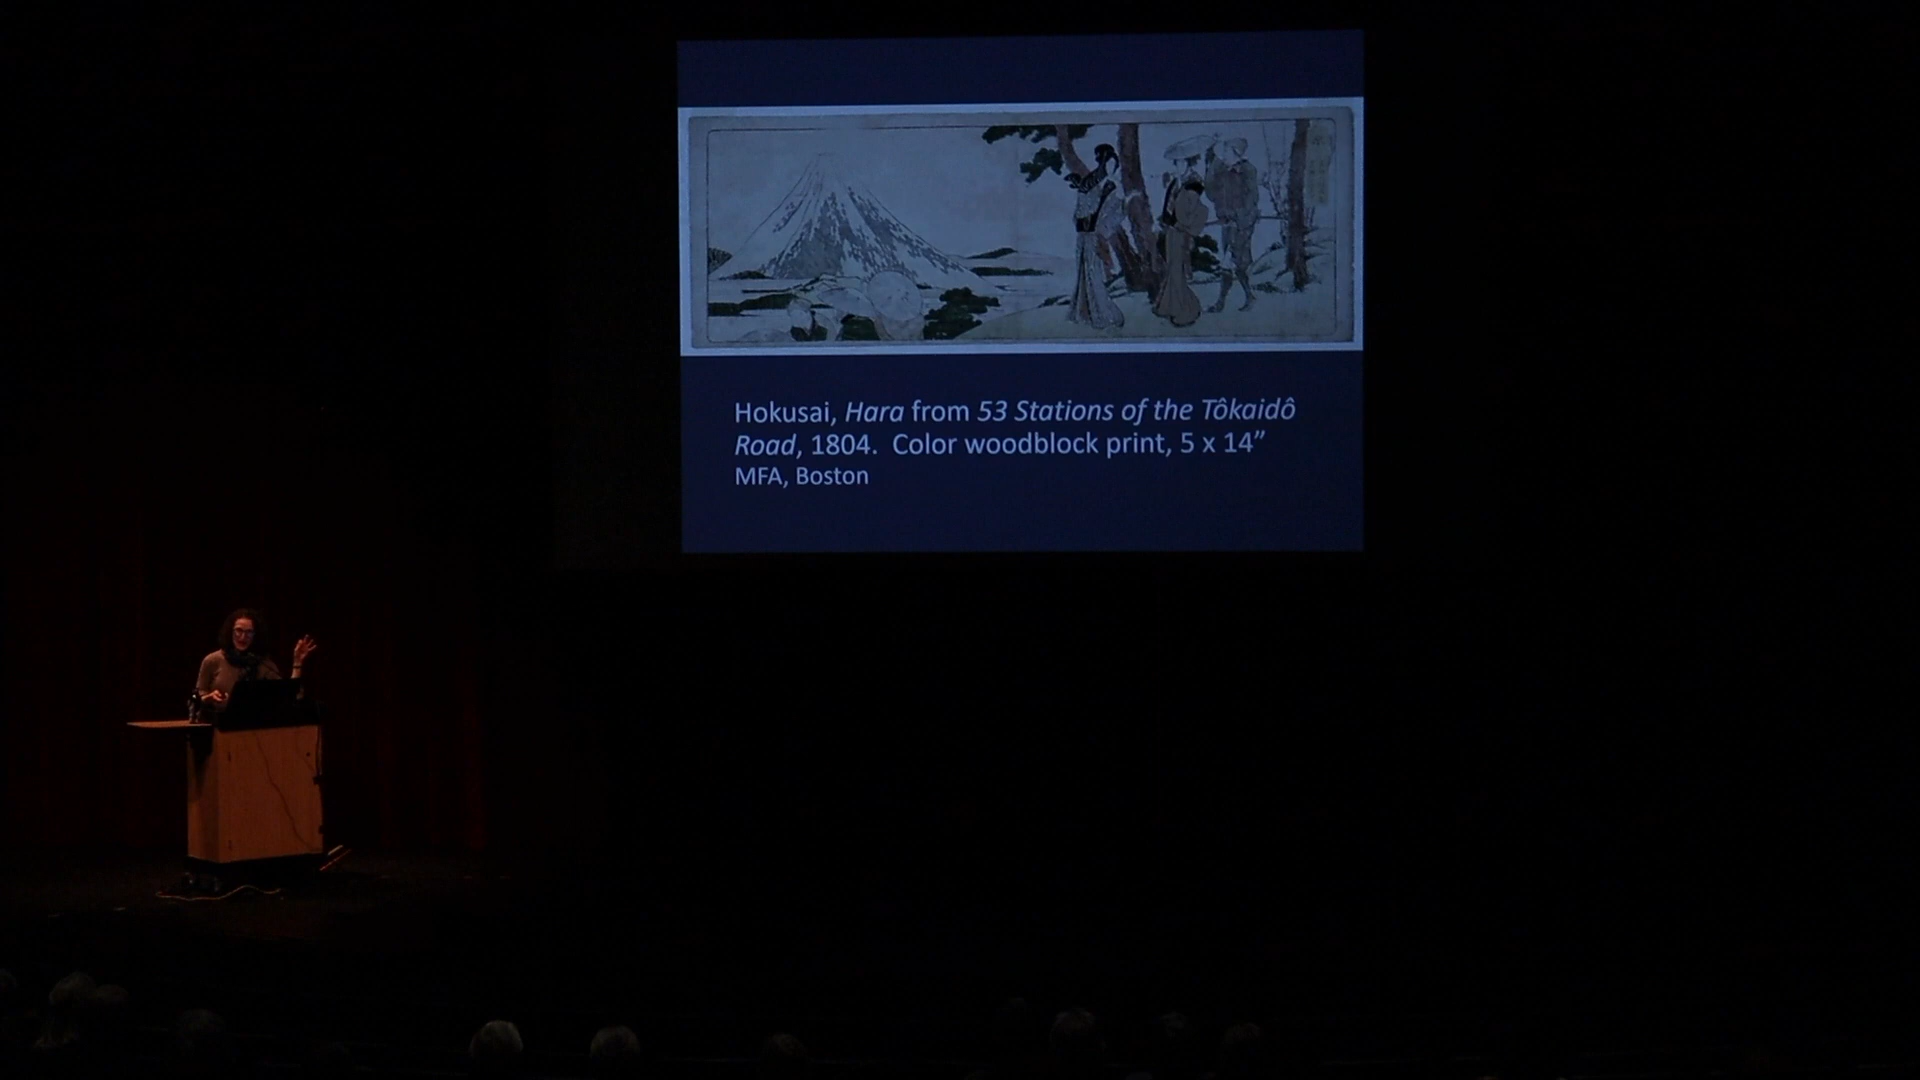 Hokusai, Hara from 53 Stations of the Tôkaidô
Road, 1804.  Color woodblock print, 5 x 14”
MFA, Boston